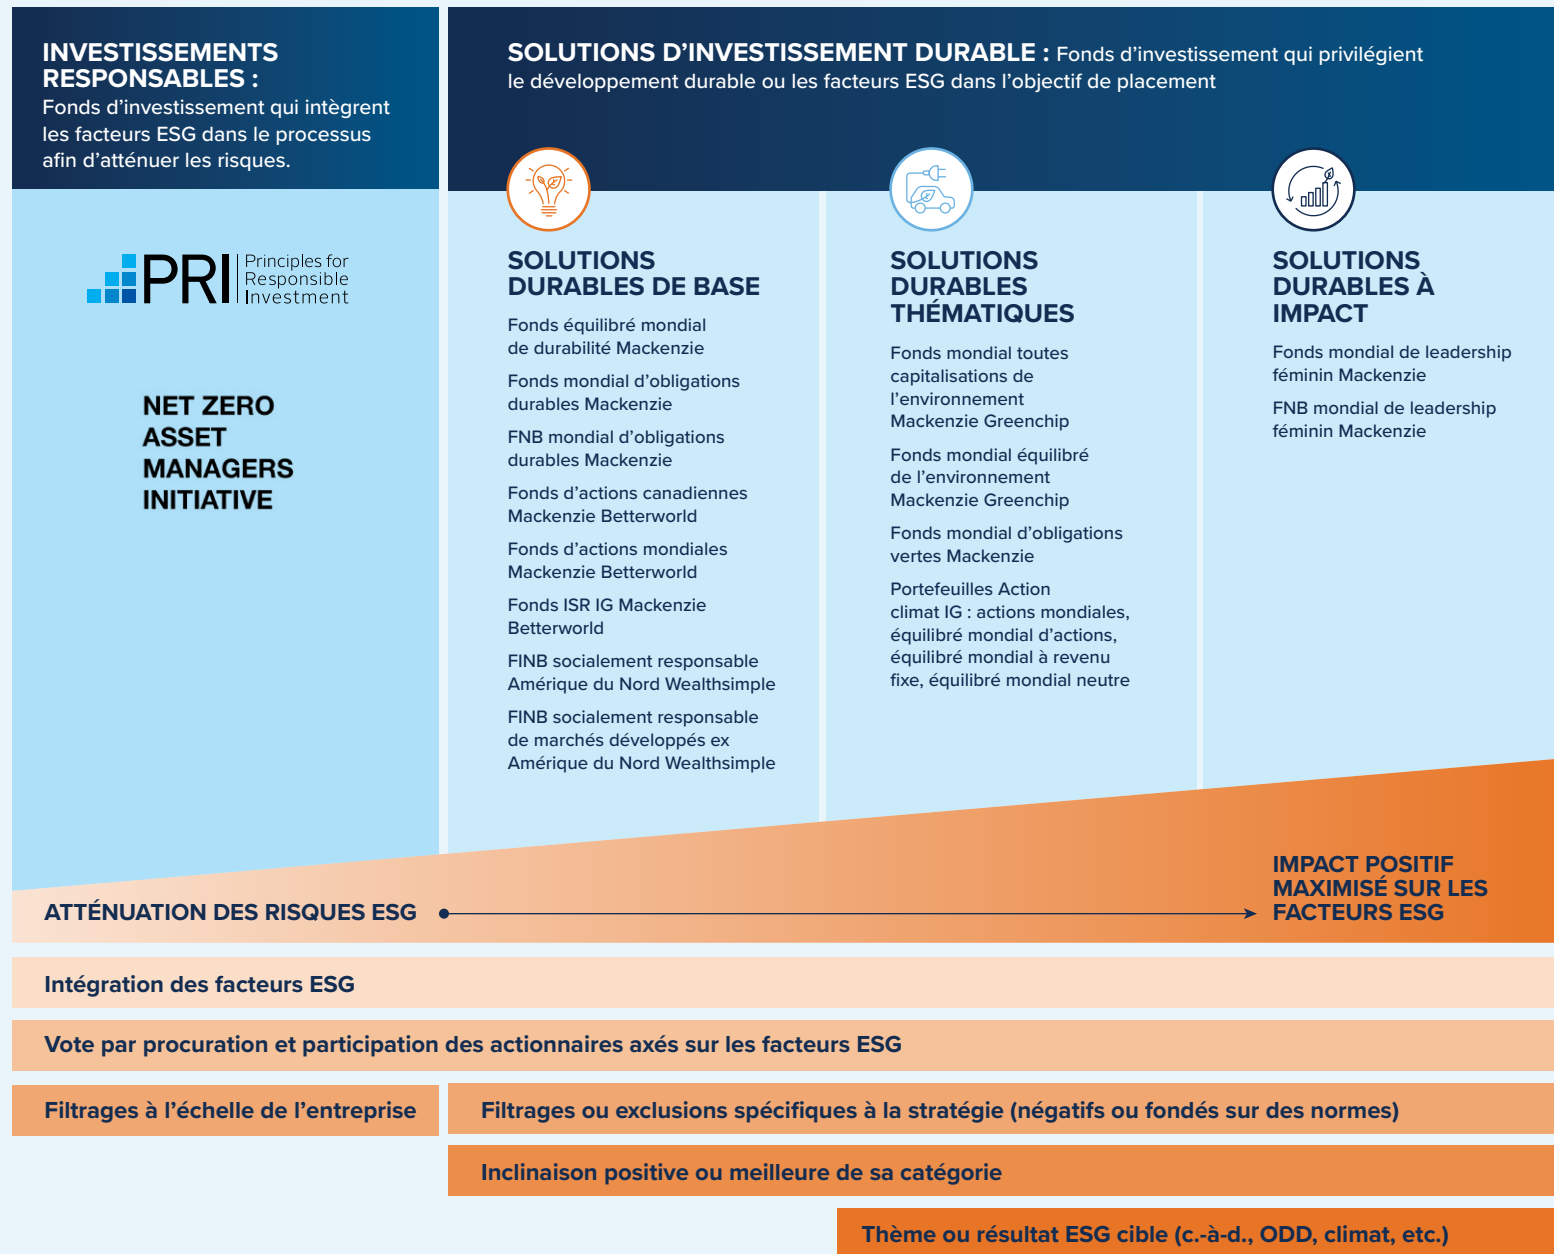 INVESTISSEMENTS
RESPONSABLES :
Fonds d’investissement qui intègrent
les facteurs ESG dans le processus
afin d’atténuer les risques.
PRI
Principles for
Responsible
Investment
NET ZERO
ASSET
MANAGERS
INITIATIVE
SOLUTIONS D’INVESTISSEMENT DURABLE : Fonds d’investissement qui privilégient
le développement durable ou les facteurs ESG dans l’objectif de placement
SOLUTIONS
DURABLES DE BASE
Fonds équilibré mondial
de durabilité Mackenzie
Fonds mondial d’obligations
durables Mackenzie
FNB mondial d’obligations
durables Mackenzie
Fonds d’actions canadiennes
Mackenzie Betterworld
Fonds d’actions mondiales
Mackenzie Betterworld
Fonds ISR IG Mackenzie
Betterworld
FINB socialement responsable
Amérique du Nord Wealthsimple
FINB socialement responsable
de marchés développés ex
Amérique du Nord Wealthsimple
SOLUTIONS
DURABLES
THÉMATIQUES
Fonds mondial toutes
capitalisations de
l’environnement
Mackenzie Greenchip
Fonds mondial équilibré
de l’environnement
Mackenzie Greenchip
Fonds mondial d’obligations
vertes Mackenzie
Portefeuilles Action
climat IG : actions mondiales,
équilibré mondial d’actions,
équilibré mondial à revenu
fixe, équilibré mondial neutre
SOLUTIONS
DURABLES À
IMPACT
Fonds mondial de leadership
féminin Mackenzie
FNB mondial de leadership
féminin Mackenzie
ATTÉNUATION DES RISQUES ESG
IMPACT POSITIF
MAXIMISÉ SUR LES
FACTEURS ESG
Intégration des facteurs ESG
Vote par procuration et participation des actionnaires axés sur les facteurs ESG
Filtrages à l’échelle de l’entreprise
Filtrages ou exclusions spécifiques à la stratégie (négatifs ou fondés sur des normes)
Inclinaison positive ou meilleure de sa catégorie
Thème ou résultat ESG cible (c.-à-d., ODD, climat, etc.)